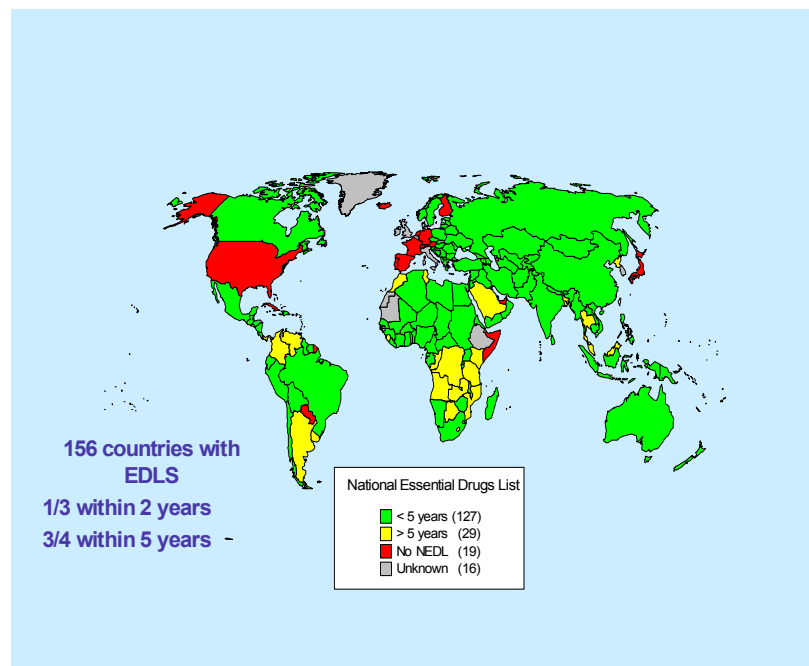 156 countries with
EDLS
1/3 within 2 years
3/4 within 5 years
National Essential Drugs List
< 5 years (127)
> 5 years (29)
No NEDL (19)
Unknown (16)